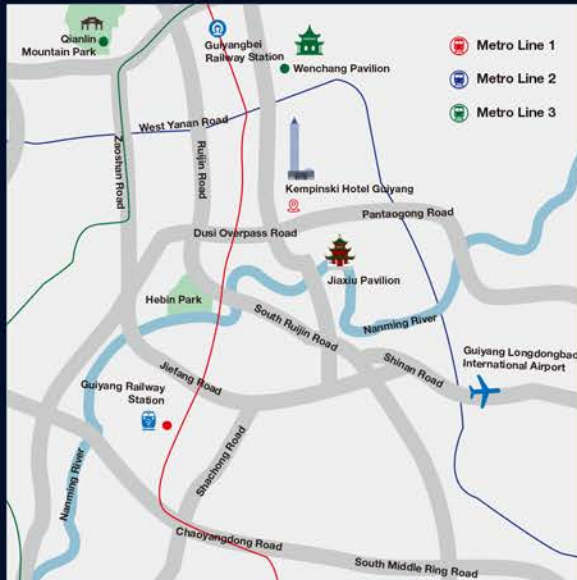 Qianlin
Mountain Park
Guiyangbei
Railway Station
Wenchang Pavilion
Metro Line 1
Metro Line 2
Metro Line 3
West Yanan Road
Zaoshan Road
Ruijin Road
Kempinski Hotel Guiyang
Pantaogong Road
Dusi Overpass Road
Jiaxiu Pavilion
Hebin Park
South Ruijin Road
Nanming River
Guiyang Longdongbao
International Airport
Jiefang Road
Shinan Road
Guiyang Railway
Station
Shachong Road
Nanming River
Chaoyangdong Road
South Middle Ring Road